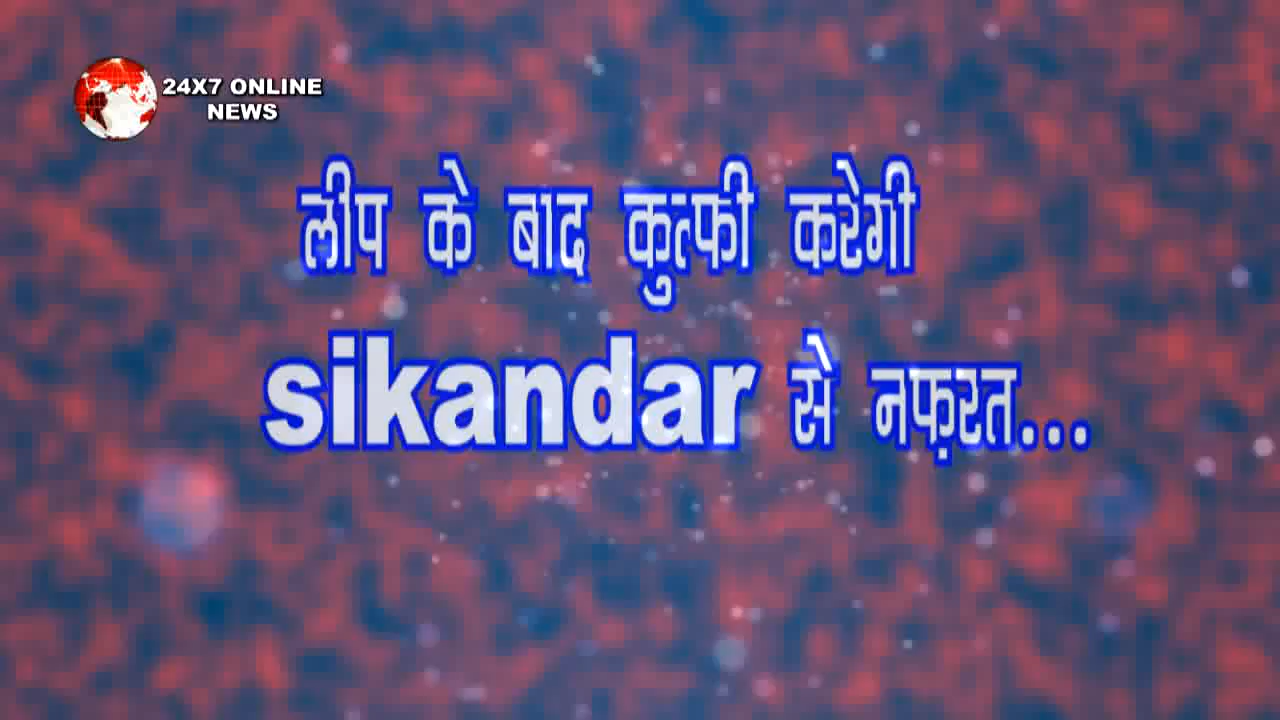 24X7 ONLINE
NEWS
लीप के बाद कुत्फी करेगी
sikandar से नफ़रत...